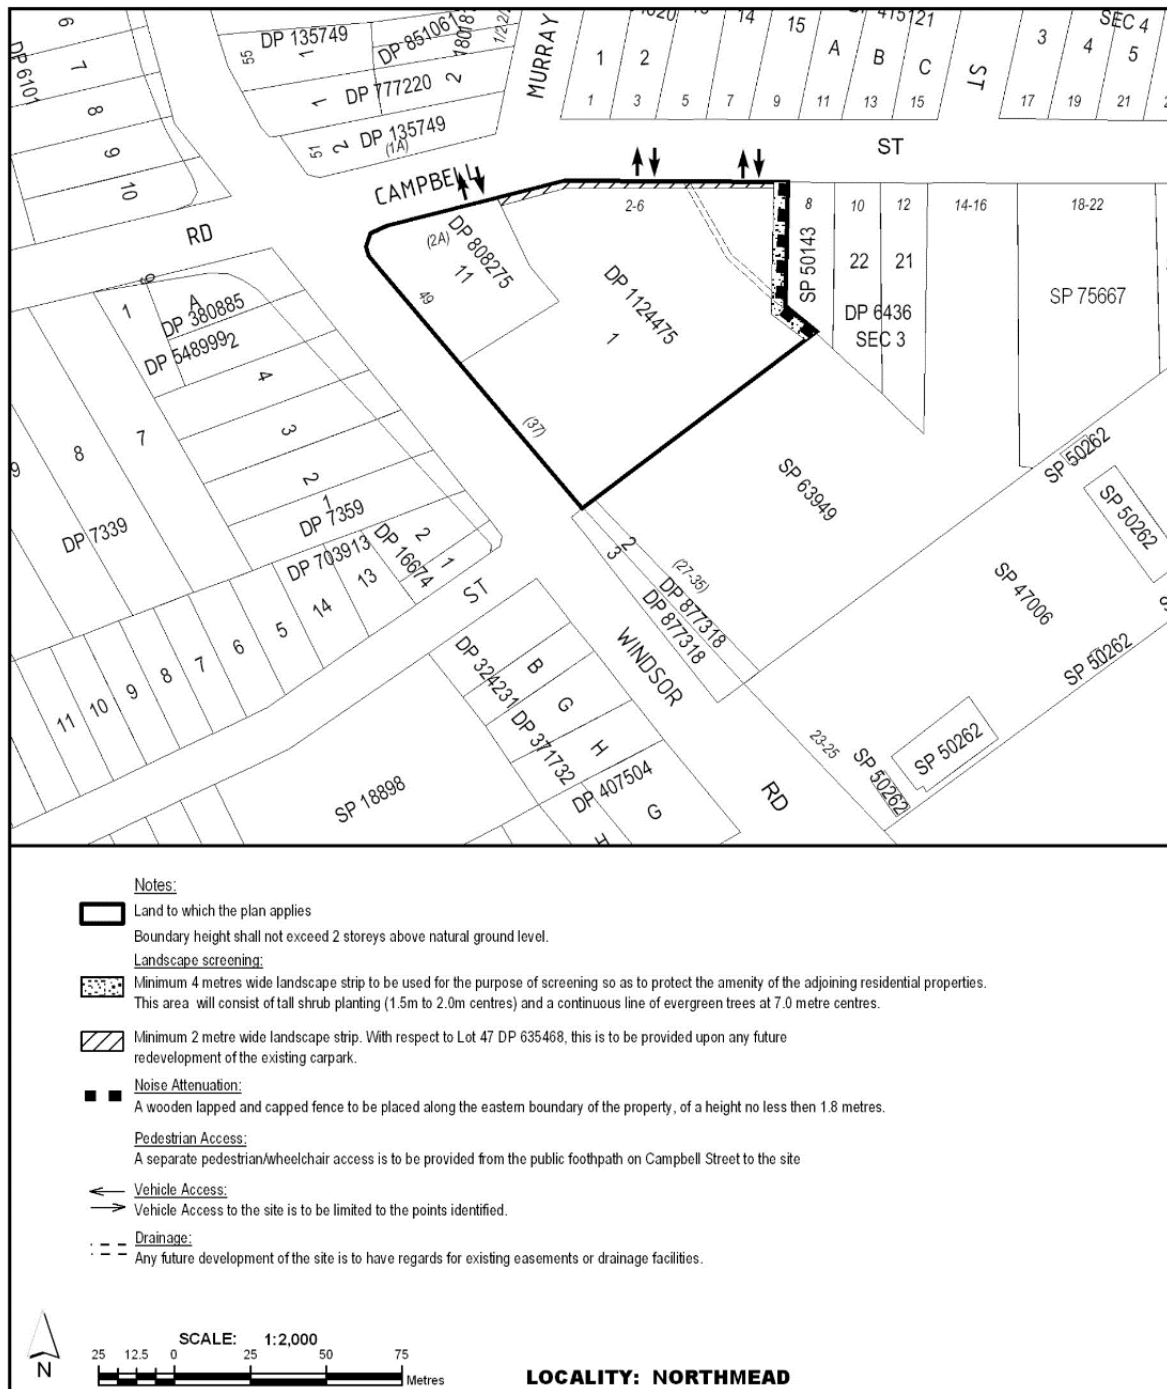 6
7
8
9
10
DP 6101
55
DP 135749
1
DP 851061
180187
1/22/
1
DP 777220
2
51
2
DP 135749
(1A)
MURRAY
14
15
415121
1
2
A
B
C
1
3
5
7
9
11
13
15
ST
SEC 4
3
4
5
17
19
21
ST
CAMPBELL
RD
2-6
8
10
12
14-16
18-22
(2A)
DP 808275
11
49
DP 1124475
1
SP 50143
22
21
DP 6436
SEC 3
SP 75667
1
A
DP 380885
DP 548999
2
4
3
2
1
DP 7359
9
8
7
DP 7339
(37)
DP 703913
DP 16674
2
1
13
14
5
6
7
8
9
10
11
ST
SP 63949
2
3
(27-35)
DP 877318
DP 877318
SP 50262
SP 50262
SP 47006
SP 50262
WINDSOR
RD
DP 324231
B
G
DP 371732
H
DP 407504
G
H
SP 18898
23-25
SP 50262
SP 50262
Notes:
Land to which the plan applies
Boundary height shall not exceed 2 storeys above natural ground level.
Landscape screening:
Minimum 4 metres wide landscape strip to be used for the purpose of screening so as to protect the amenity of the adjoining residential properties.
This area will consist of tall shrub planting (1.5m to 2.0m centres) and a continuous line of evergreen trees at 7.0 metre centres.
Minimum 2 metre wide landscape strip. With respect to Lot 47 DP 635468, this is to be provided upon any future
redevelopment of the existing carpark.
Noise Attenuation:
A wooden lapped and capped fence to be placed along the eastern boundary of the property, of a height no less then 1.8 metres.
Pedestrian Access:
A separate pedestrian/wheelchair access is to be provided from the public footpath on Campbell Street to the site
Vehicle Access:
Vehicle Access to the site is to be limited to the points identified.
Drainage:
Any future development of the site is to have regards for existing easements or drainage facilities.
N
SCALE: 1:2,000
25 12.5 0 25 50 75
Metres
LOCALITY: NORTHMEAD